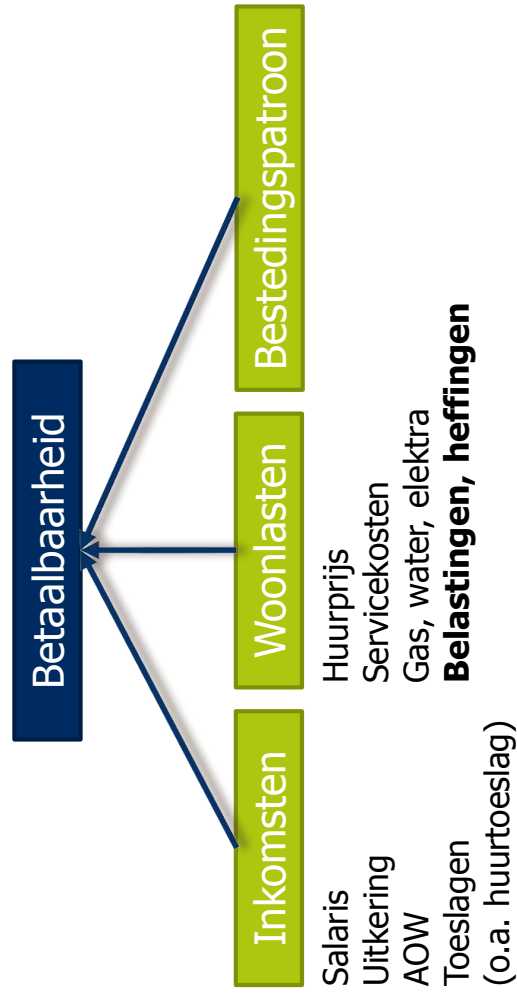 Betaalbaarheid
Inkomsten
Woonlasten
Bestedingspatroon
Salaris
Uitkering
AOW
Toeslagen
(o.a. huurtoeslag)
Huurprijs
Servicekosten
Gas, water, elektra
Belastingen, heffingen